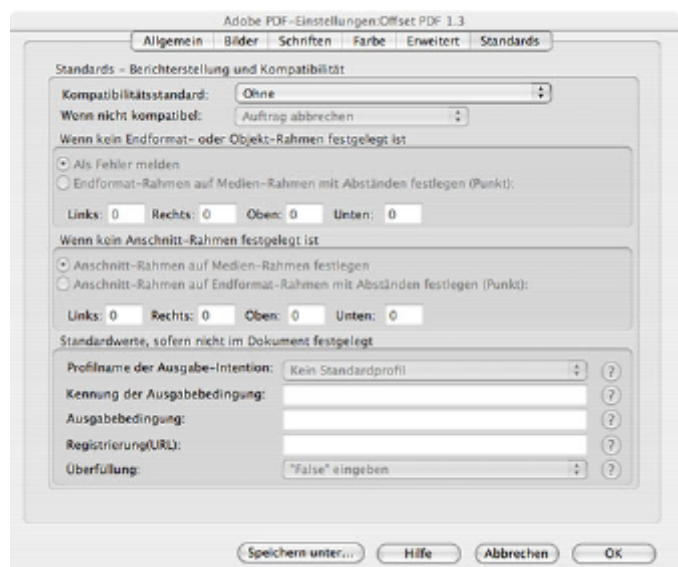 Adobe PDF-Einstellungen:Offset PDF 1.3
Allgemein Bilder Schriften Farbe Erweitert Standards
Standards - Berichterstellung und Kompatibilität
Kompatibilitätsstandard: Ohne
Wenn nicht kompatibel: Auftrag abbrechen
Wenn kein Endformat- oder Objekt-Rahmen festgelegt ist
Als Fehler melden
Endformat-Rahmen auf Medien-Rahmen mit Abständen festlegen (Punkt):
Links: 0 Rechts: 0 Oben: 0 Unten: 0
Wenn kein Anschnitt-Rahmen festgelegt ist
Anschnitt-Rahmen auf Medien-Rahmen festlegen
Anschnitt-Rahmen auf Endformat-Rahmen mit Abständen festlegen (Punkt):
Links: 0 Rechts: 0 Oben: 0 Unten: 0
Standardwerte, sofern nicht im Dokument festgelegt
Profilname der Ausgabe-Intention: Kein Standardprofil ?
Kennung der Ausgabebedingung: ?
Ausgabebedingung: ?
Registrierung(URL): ?
Überfüllung: "False" eingeben ?
Speichern unter... Hilfe Abbrechen OK